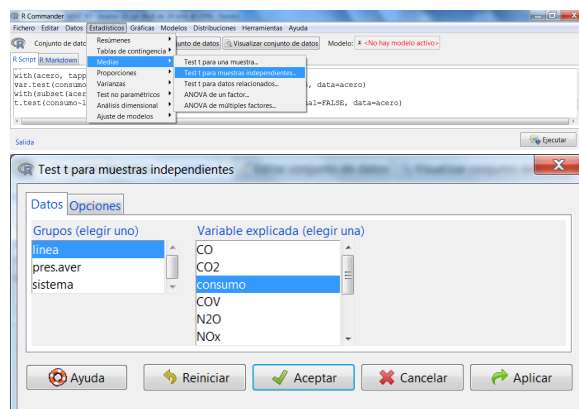 R Commander
Fichero Editar Datos Estadísticos Gráficas Modelos Distribuciones Herramientas Ayuda
Conjunto de datos Visualizar conjunto de datos Modelo: <No hay modelo activo>
Resúmenes
Tablas de contingencia
Medias
Proporciones
Varianzas
Test no paramétricos
Análisis dimensional
Ajuste de modelos
Test t para una muestra...
Test t para muestras independientes...
Test t para datos relacionados...
ANOVA de un factor...
ANOVA de múltiples factores...
R Script R Markdown
with(acero, tapp
var.test(consumo , data=acero)
with(subset(acer
t.test(consumo~l al=FALSE, data=acero)
Salida Ejecutar
Test t para muestras independientes
Datos Opciones
Grupos (elegir uno) Variable explicada (elegir una)
linea CO
pres.aver CO2
sistema consumo
COV
N2O
NOx
Ayuda Reiniciar Aceptar Cancelar Aplicar